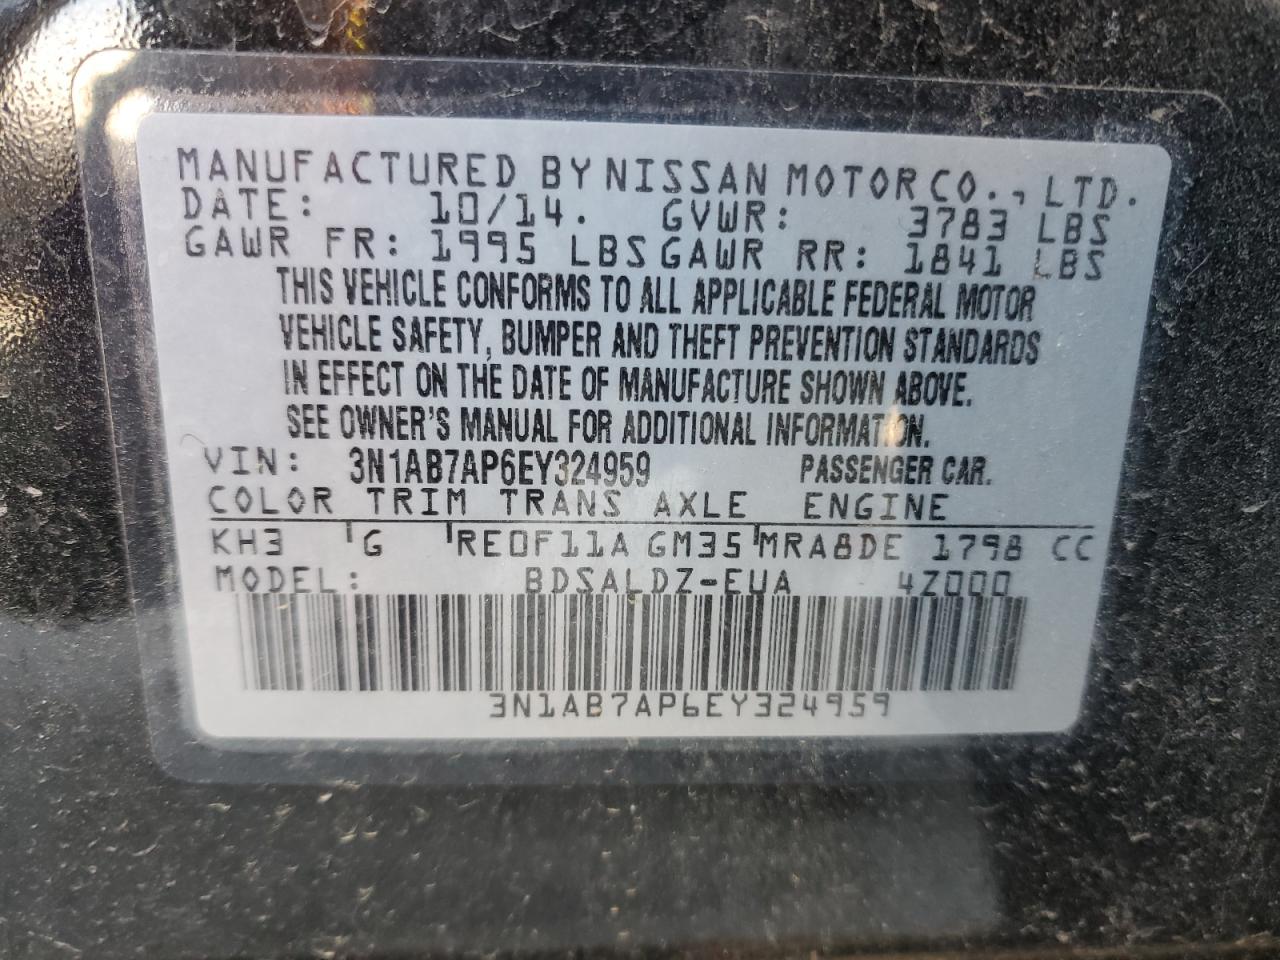 MANUFACTURED BY NISSAN MOTOR CO., LTD.
DATE: 10/14. GVWR: 3783 LBS
GAWR FR: 1995 LBS GAWR RR: 1841 LBS
THIS VEHICLE CONFORMS TO ALL APPLICABLE FEDERAL MOTOR
VEHICLE SAFETY, BUMPER AND THEFT PREVENTION STANDARDS
IN EFFECT ON THE DATE OF MANUFACTURE SHOWN ABOVE.
SEE OWNER'S MANUAL FOR ADDITIONAL INFORMATION.
VIN: 3N1AB7AP6EY324959 PASSENGER CAR.
COLOR TRIM TRANS AXLE ENGINE
KH3 G RE0F11A GM35 MRA8DE 1798 CC
MODEL: BDSALDZ-EUA 4Z000
3N1AB7AP6EY324959